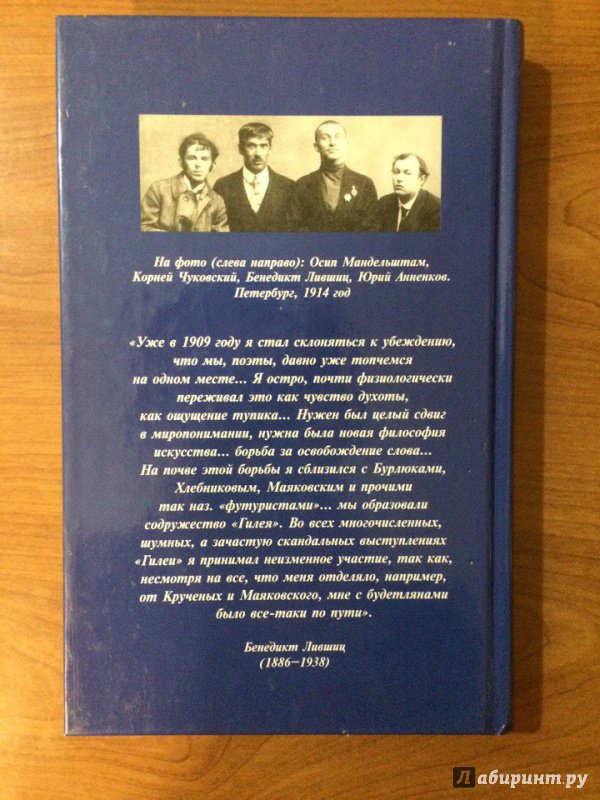 На фото (слева направо): Осип Мандельштам,
Корней Чуковский, Бенедикт Лившиц, Юрий Анненков.
Петербург, 1914 год
«Уже в 1909 году я стал склоняться к убеждению,
что мы, поэты, давно уже топчемся
на одном месте... Я остро, почти физиологически
переживал это как чувство духоты,
как ощущение тупика... Нужен был целый сдвиг
в миропонимании, нужна была новая философия
искусства... борьба за освобождение слова...
На почве этой борьбы я сблизился с Бурлюками,
Хлебниковым, Маяковским и прочими
так наз. «футуристами»... мы образовали
содружество «Гилея». Во всех многочисленных,
шумных, а зачастую скандальных выступлениях
«Гилеи» я принимал неизменное участие, так как,
несмотря на все, что меня отделяло, например,
от Крученых и Маяковского, мне с будетлянами
было все-таки по пути».
Бенедикт Лившиц
(1886–1938)
Лабиринт.ру